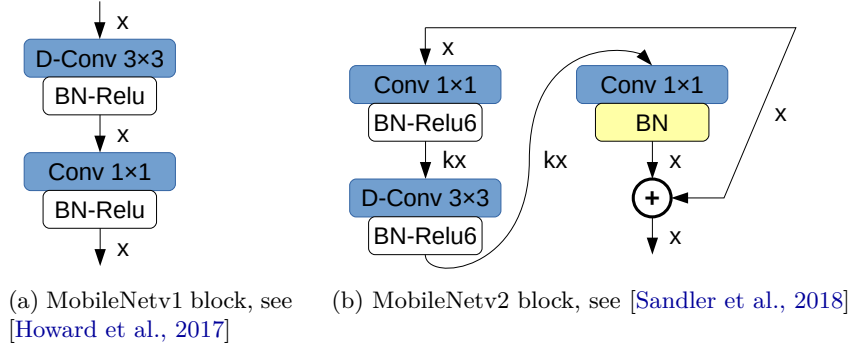 x
D-Conv 3×3
BN-Relu
x
Conv 1×1
BN-Relu
x
(a) MobileNetv1 block, see
[Howard et al., 2017]
x
Conv 1×1
BN-Relu6
kx
D-Conv 3×3
BN-Relu6
kx
Conv 1×1
BN
x
+
x
x
(b) MobileNetv2 block, see [Sandler et al., 2018]